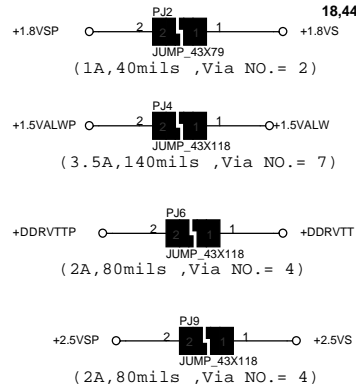 18,44
PJ2
+1.8VSP 2 2 1 1 +1.8VS
JUMP_43X79
(1A,40mils ,Via NO.= 2)
PJ4
+1.5VALWP 2 2 1 1 +1.5VALW
JUMP_43X118
(3.5A,140mils ,Via NO.= 7)
PJ6
+DDRVTTP 2 2 1 1 +DDRVTT
JUMP_43X118
(2A,80mils ,Via NO.= 4)
PJ9
+2.5VSP 2 2 1 1 +2.5VS
JUMP_43X118
(2A,80mils ,Via NO.= 4)